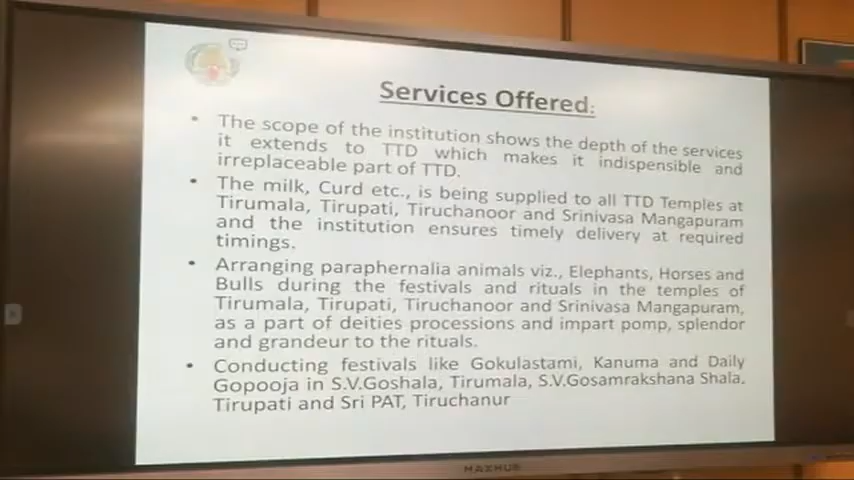 Services Offered:
• The scope of the institution shows the depth of the services
it extends to TTD which makes it indispensible and
irreplaceable part of TTD.
• The milk, Curd etc., is being supplied to all TTD Temples at
Tirumala, Tirupati, Tiruchanoor and Srinivasa Mangapuram
and the institution ensures timely delivery at required
timings.
• Arranging paraphernalia animals viz., Elephants, Horses and
Bulls during the festivals and rituals in the temples of
Tirumala, Tirupati, Tiruchanoor and Srinivasa Mangapuram,
as a part of deities processions and impart pomp, splendor
and grandeur to the rituals.
• Conducting festivals like Gokulastami, Kanuma and Daily
Gopooja in S.V.Goshala, Tirumala, S.V.Gosamrakshana Shala.
Tirupati and Sri PAT, Tiruchanur
MAXHUB